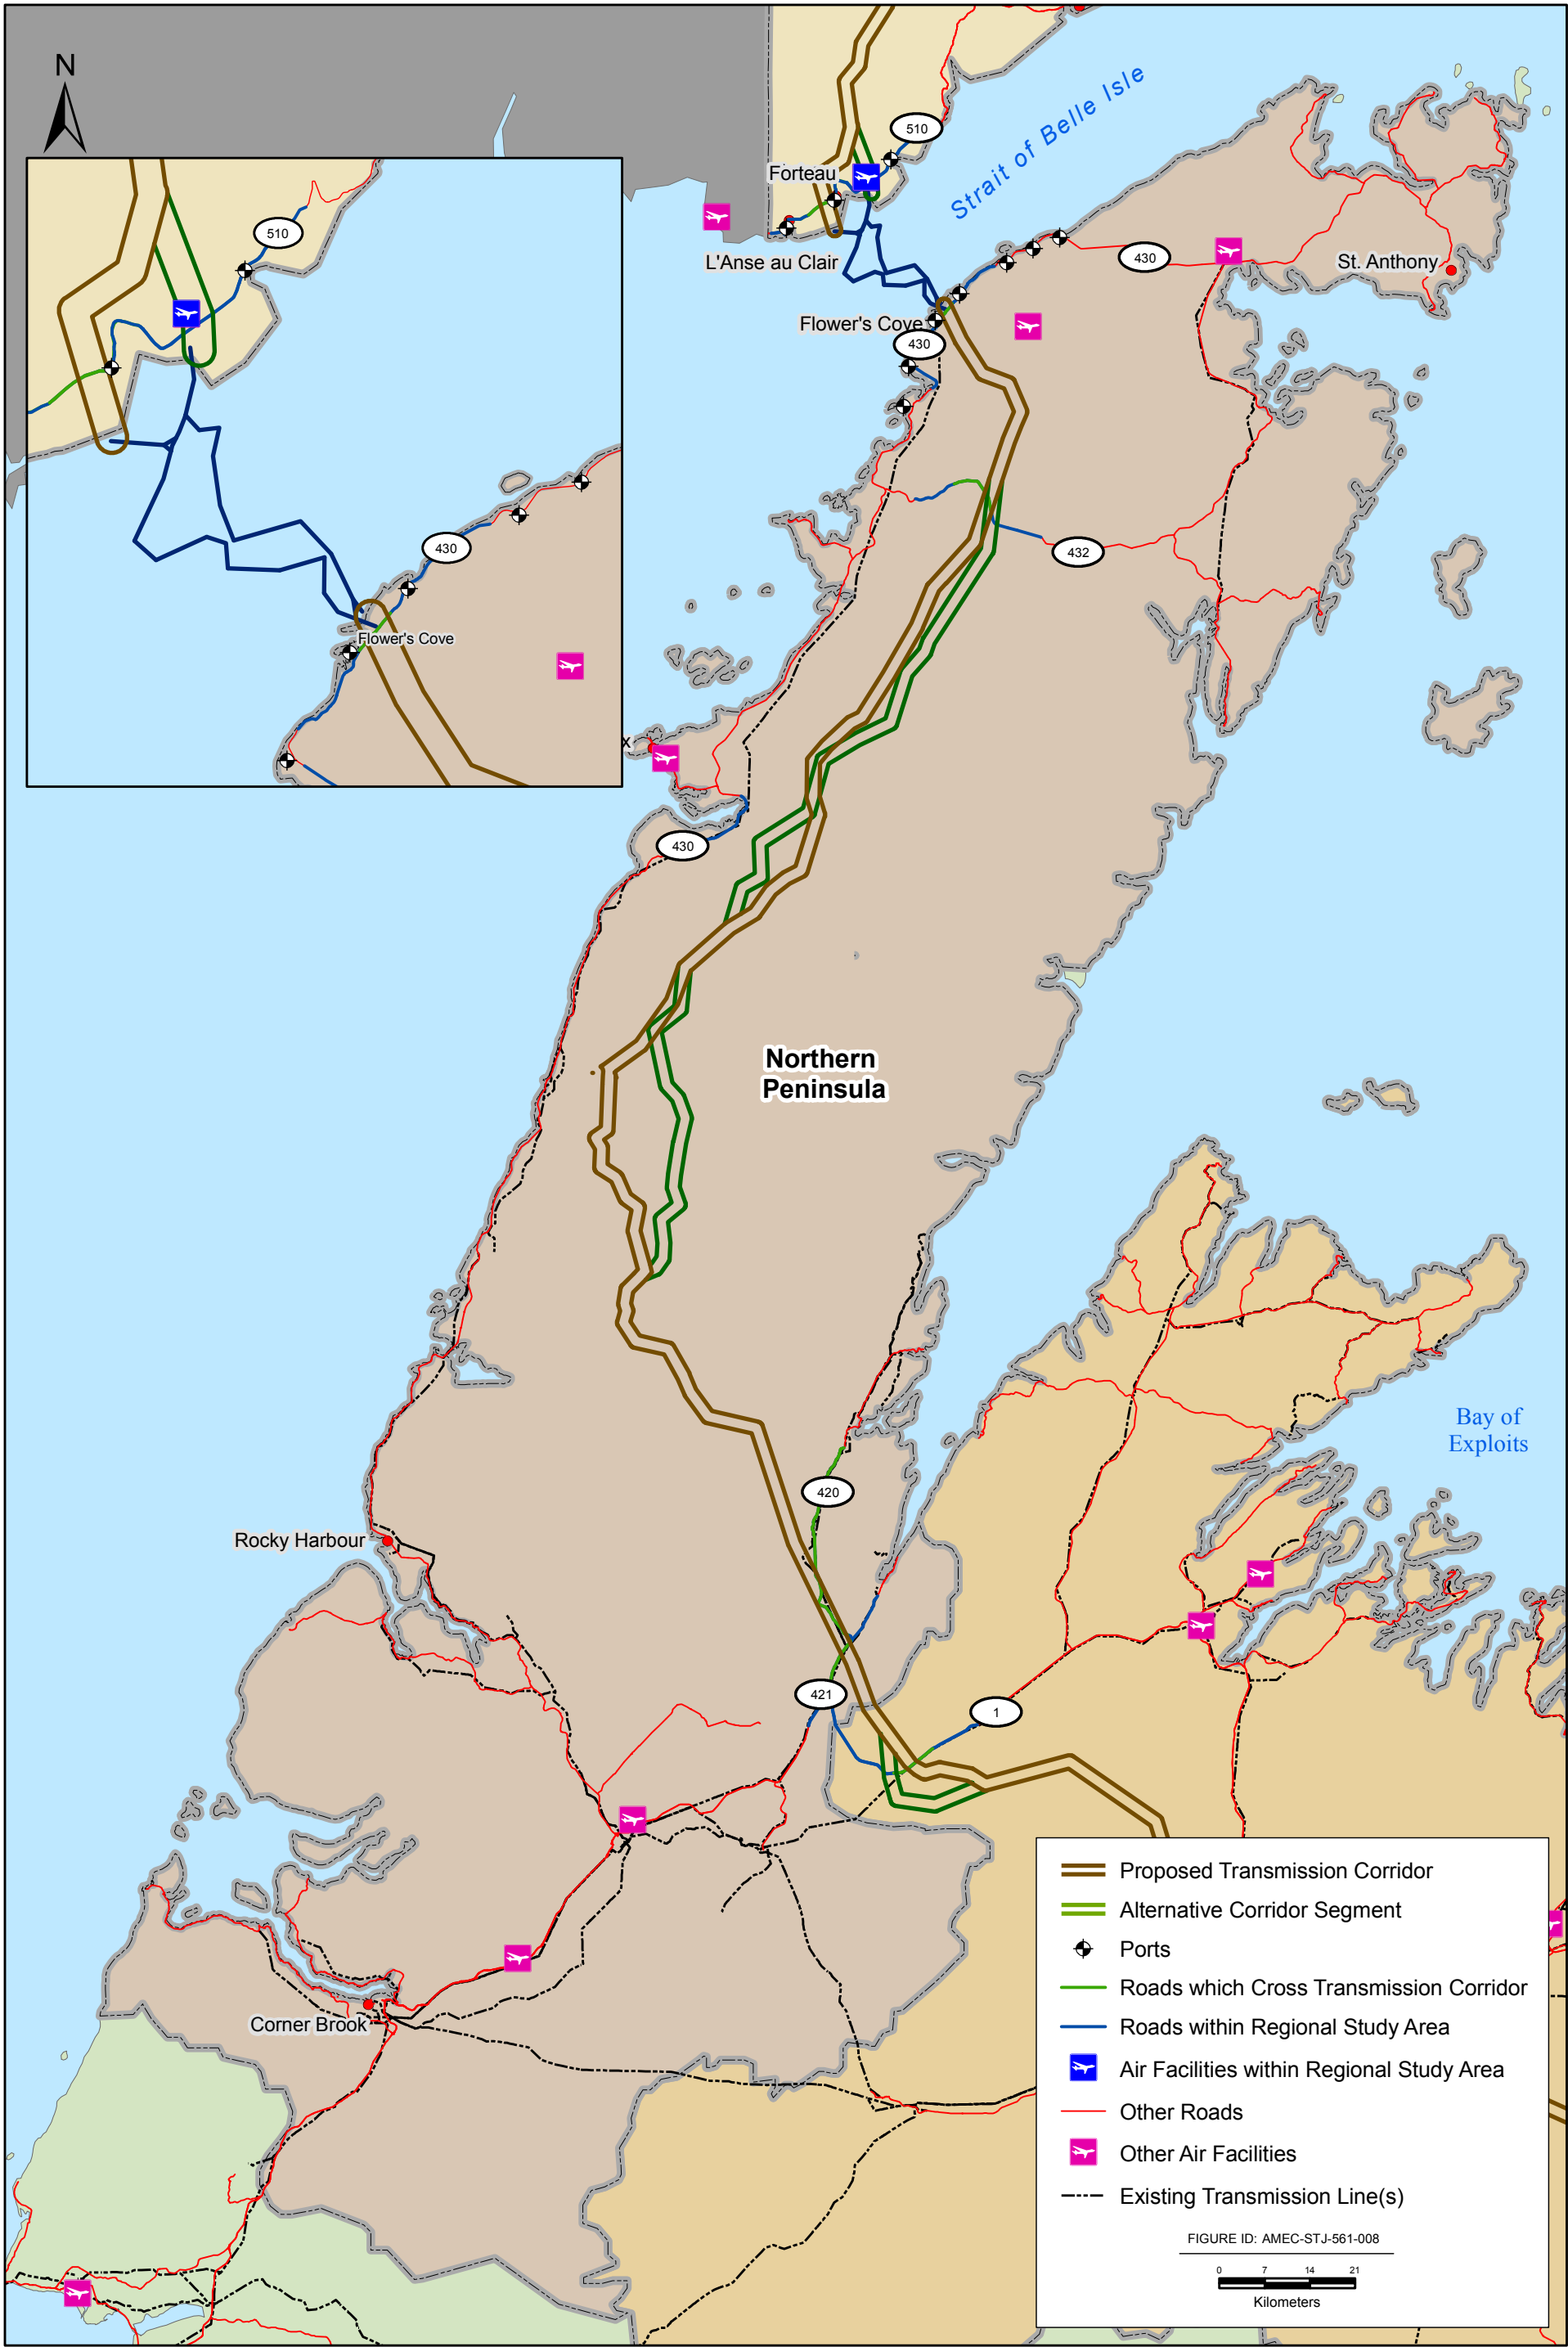 N
510
Forteau
Strait of Belle Isle
L'Anse au Clair
430
St. Anthony
Flower's Cove
430
510
430
Flower's Cove
432
x
430
Northern
Peninsula
Bay of
Exploits
420
Rocky Harbour
421
1
Corner Brook
Proposed Transmission Corridor
Alternative Corridor Segment
Ports
Roads which Cross Transmission Corridor
Roads within Regional Study Area
Air Facilities within Regional Study Area
Other Roads
Other Air Facilities
Existing Transmission Line(s)
FIGURE ID: AMEC-STJ-561-008
0 7 14 21
Kilometers